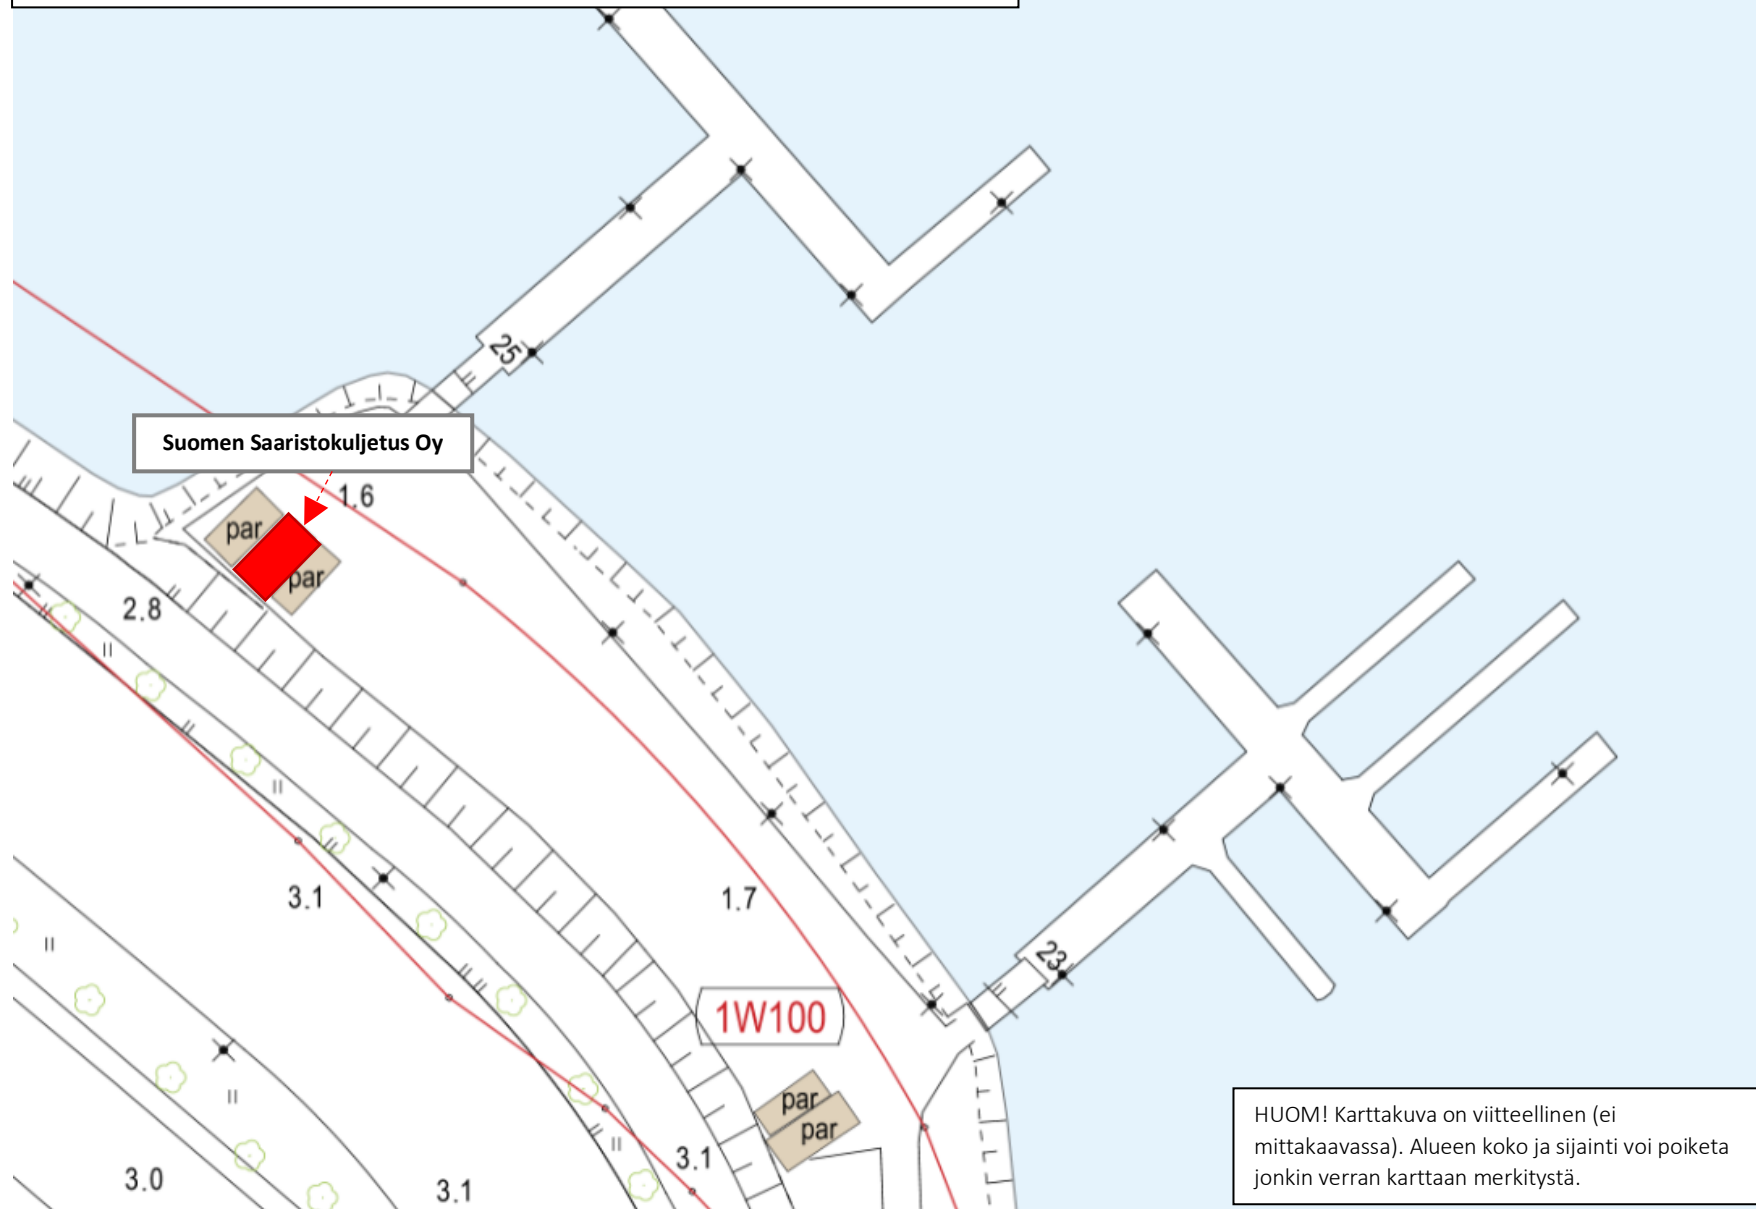 25
Suomen Saaristokuljetus Oy
1.6
par
par
2.8
3.1
1.7
23
1W100
par
par
3.1
3.0
3.1
HUOM! Karttakuva on viitteellinen (ei
mittakaavassa). Alueen koko ja sijainti voi poiketa
jonkin verran karttaan merkitystä.